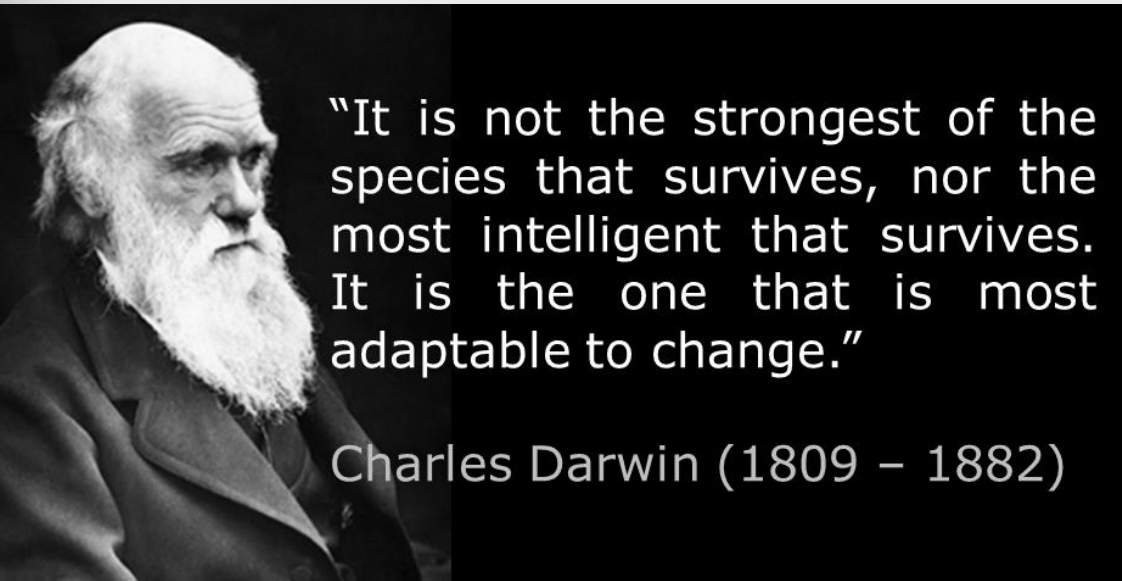 “It is not the strongest of the
species that survives, nor the
most intelligent that survives.
It is the one that is most
adaptable to change.”
Charles Darwin (1809 – 1882)